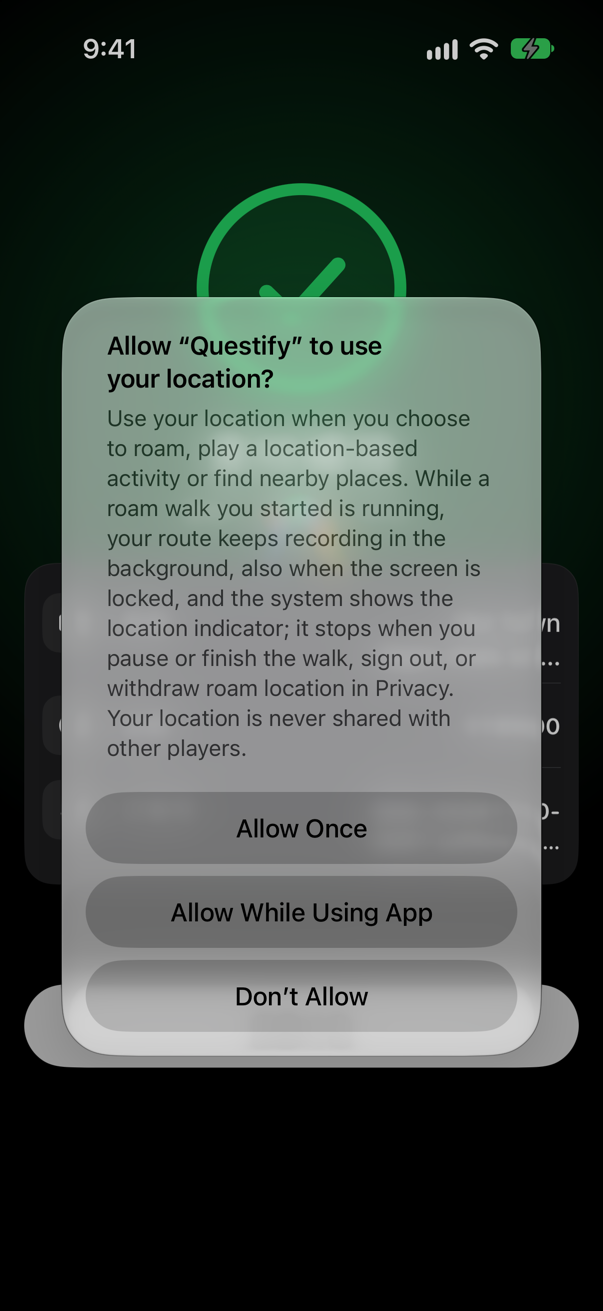 9:41
Allow “Questify” to use
your location?
Use your location when you choose
to roam, play a location-based
activity or find nearby places. While a
roam walk you started is running,
your route keeps recording in the
background, also when the screen is
locked, and the system shows the
location indicator; it stops when you
pause or finish the walk, sign out, or
withdraw roam location in Privacy.
Your location is never shared with
other players.
Allow Once
Allow While Using App
Don’t Allow